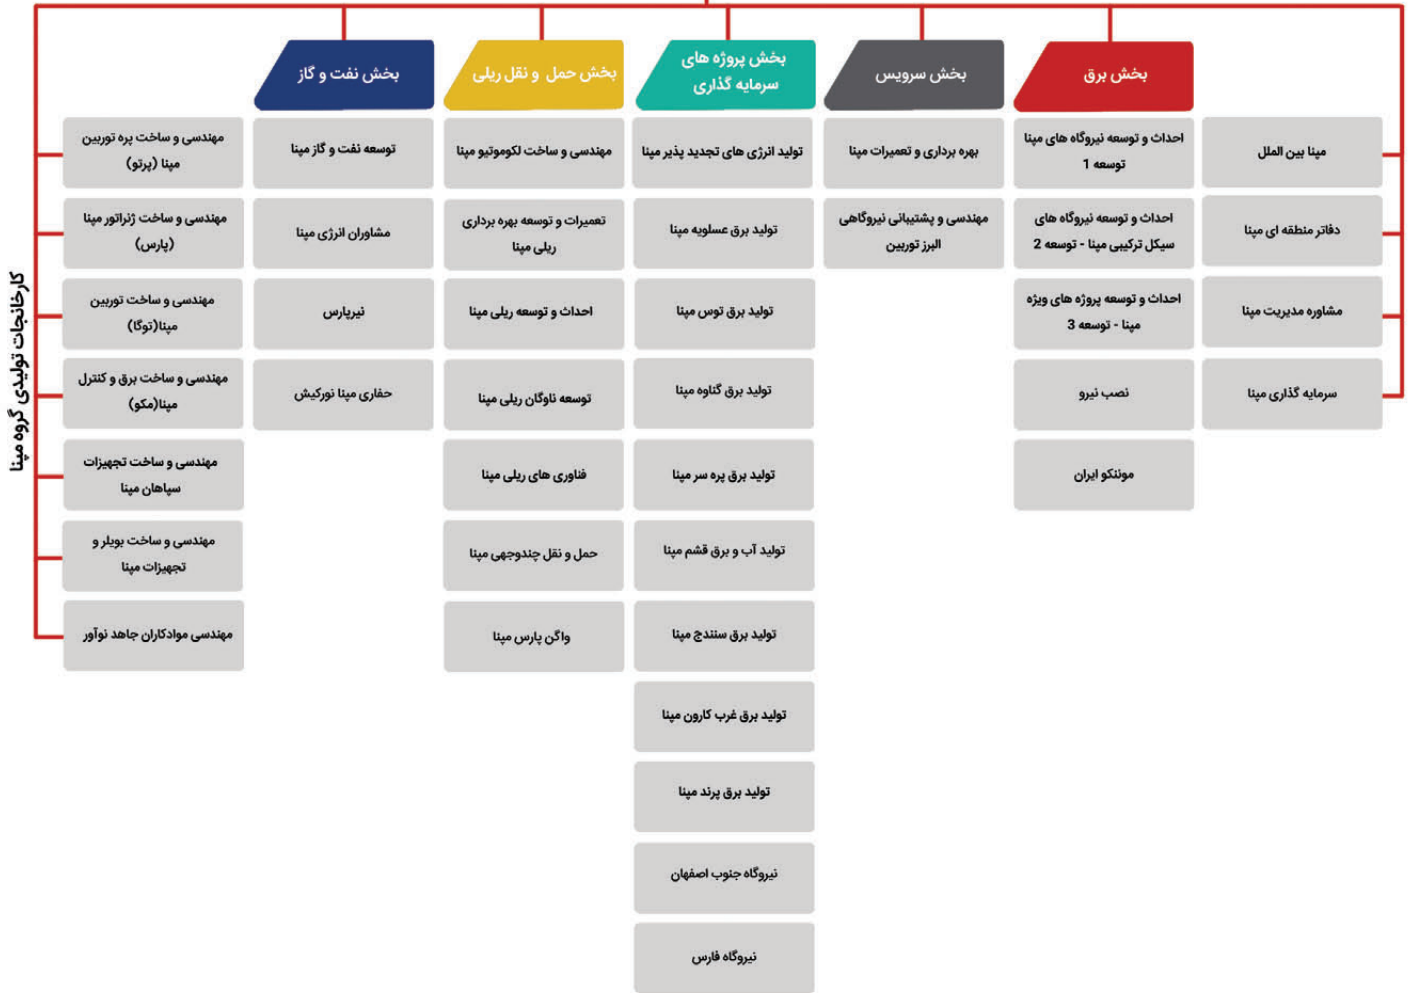 مپنا بین الملل
دفاتر منطقه ای مپنا
مشاوره مدیریت مپنا
سرمایه گذاری مپنا
بخش برق
احداث و توسعه نیروگاه های مپنا
توسعه 1
احداث و توسعه نیروگاه های
سیکل ترکیبی مپنا - توسعه 2
احداث و توسعه پروژه های ویژه
مپنا - توسعه 3
نصب نیرو
موننکو ایران
بخش سرویس
بهره برداری و تعمیرات مپنا
مهندسی و پشتیبانی نیروگاهی
البرز توربین
بخش پروژه های
سرمایه گذاری
تولید انرژی های تجدید پذیر مپنا
تولید برق عسلویه مپنا
تولید برق توس مپنا
تولید برق گناوه مپنا
تولید برق پره سر مپنا
تولید آب و برق قشم مپنا
تولید برق سنندج مپنا
تولید برق غرب کارون مپنا
تولید برق پرند مپنا
نیروگاه جنوب اصفهان
نیروگاه فارس
بخش حمل و نقل ریلی
مهندسی و ساخت لکوموتیو مپنا
تعمیرات و توسعه بهره برداری
ریلی مپنا
احداث و توسعه ریلی مپنا
توسعه ناوگان ریلی مپنا
فناوری های ریلی مپنا
حمل و نقل چندوجهی مپنا
واگن پارس مپنا
بخش نفت و گاز
توسعه نفت و گاز مپنا
مشاوران انرژی مپنا
نیرپارس
حفاری مپنا نورکیش
مهندسی و ساخت پره توربین
مپنا (پرتو)
مهندسی و ساخت ژنراتور مپنا
(پارس)
مهندسی و ساخت توربین
مپنا(توگا)
مهندسی و ساخت برق و کنترل
مپنا(مکو)
مهندسی و ساخت تجهیزات
سپاهان مپنا
مهندسی و ساخت بویلر و
تجهیزات مپنا
مهندسی موادکاران جاهد نوآور
کارخانجات تولیدی گروه مپنا